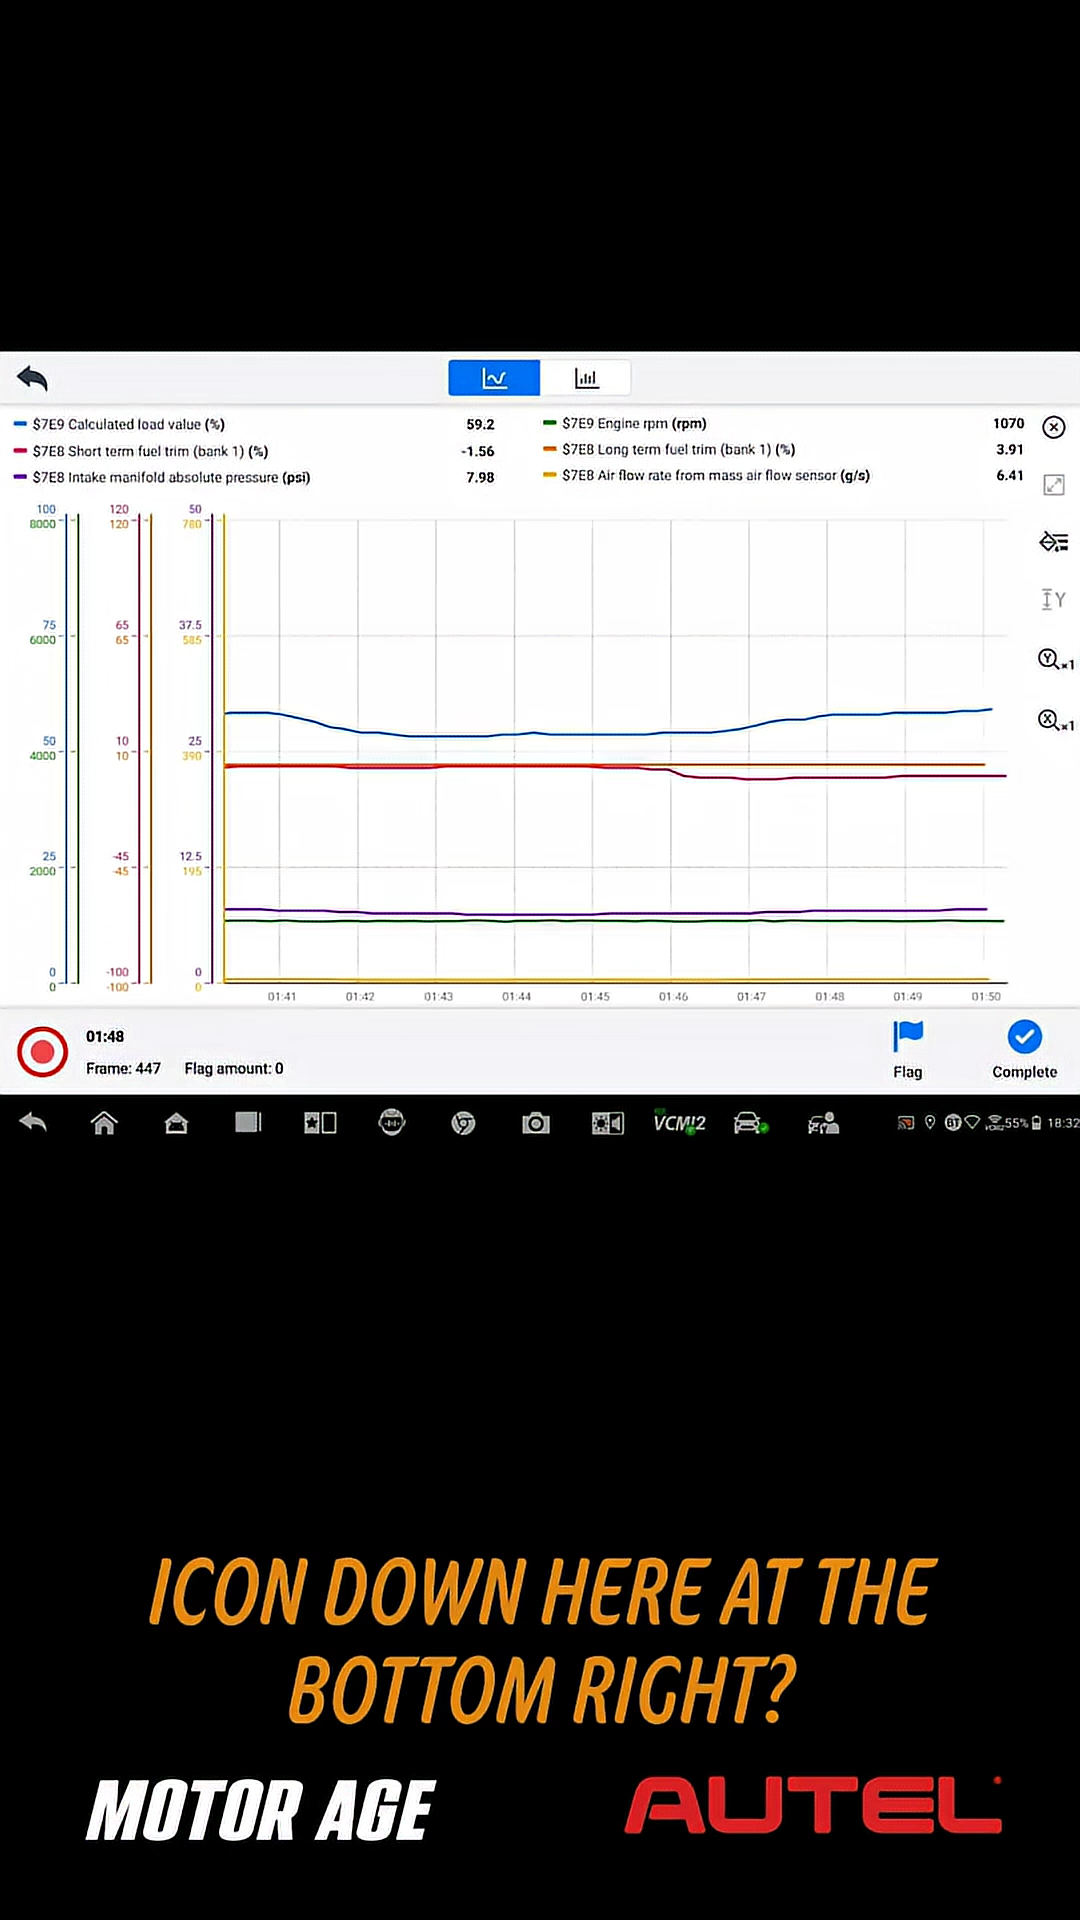 $7E9 Calculated load value (%) 59.2 $7E9 Engine rpm (rpm) 1070
$7E8 Short term fuel trim (bank 1) (%) -1.56 $7E8 Long term fuel trim (bank 1) (%) 3.91
$7E8 Intake manifold absolute pressure (psi) 7.98 $7E8 Air flow rate from mass air flow sensor (g/s) 6.41
100 120 50
8000 120 780
75 65 37.5
6000 65 585
Y
Y ×1
X ×1
50 10 25
4000 10 390
25 -45 12.5
2000 -45 195
0 -100 0
0 -100 0
01:41 01:42 01:43 01:44 01:45 01:46 01:47 01:48 01:49 01:50
01:48
Frame: 447 Flag amount: 0 Flag Complete
VCMI2 BT VCMI2 55% 18:32
ICON DOWN HERE AT THE
BOTTOM RIGHT?
MOTOR AGE AUTEL